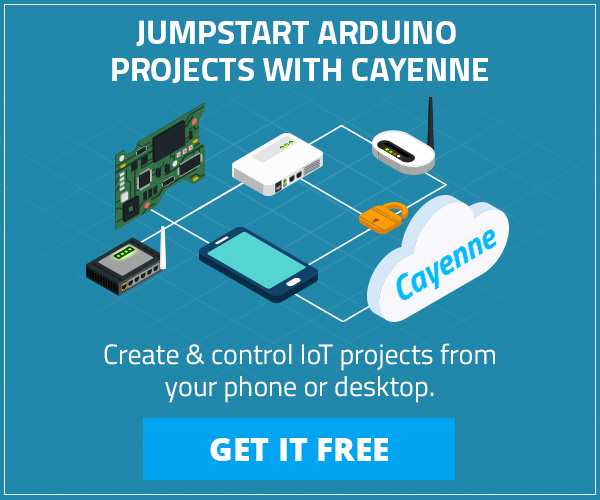 JUMPSTART ARDUINO
PROJECTS WITH CAYENNE
Cayenne
Create & control IoT projects from
your phone or desktop.
GET IT FREE